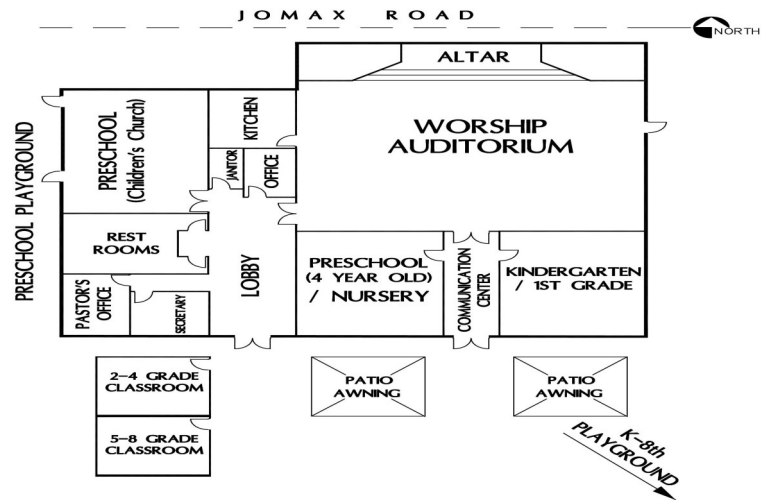 JOMAX ROAD
NORTH
ALTAR
WORSHIP
AUDITORIUM
KITCHEN
PRESCHOOL
(Children's Church)
PRESCHOOL PLAYGROUND
JANITOR
OFFICE
REST
ROOMS
LOBBY
PRESCHOOL
(4 YEAR OLD)
/ NURSERY
COMMUNICATION
CENTER
KINDERGARTEN
/ 1ST GRADE
PASTOR'S
OFFICE
SECRETARY
2-4 GRADE
CLASSROOM
PATIO
AWNING
PATIO
AWNING
5-8 GRADE
CLASSROOM
K-8th
PLAYGROUND